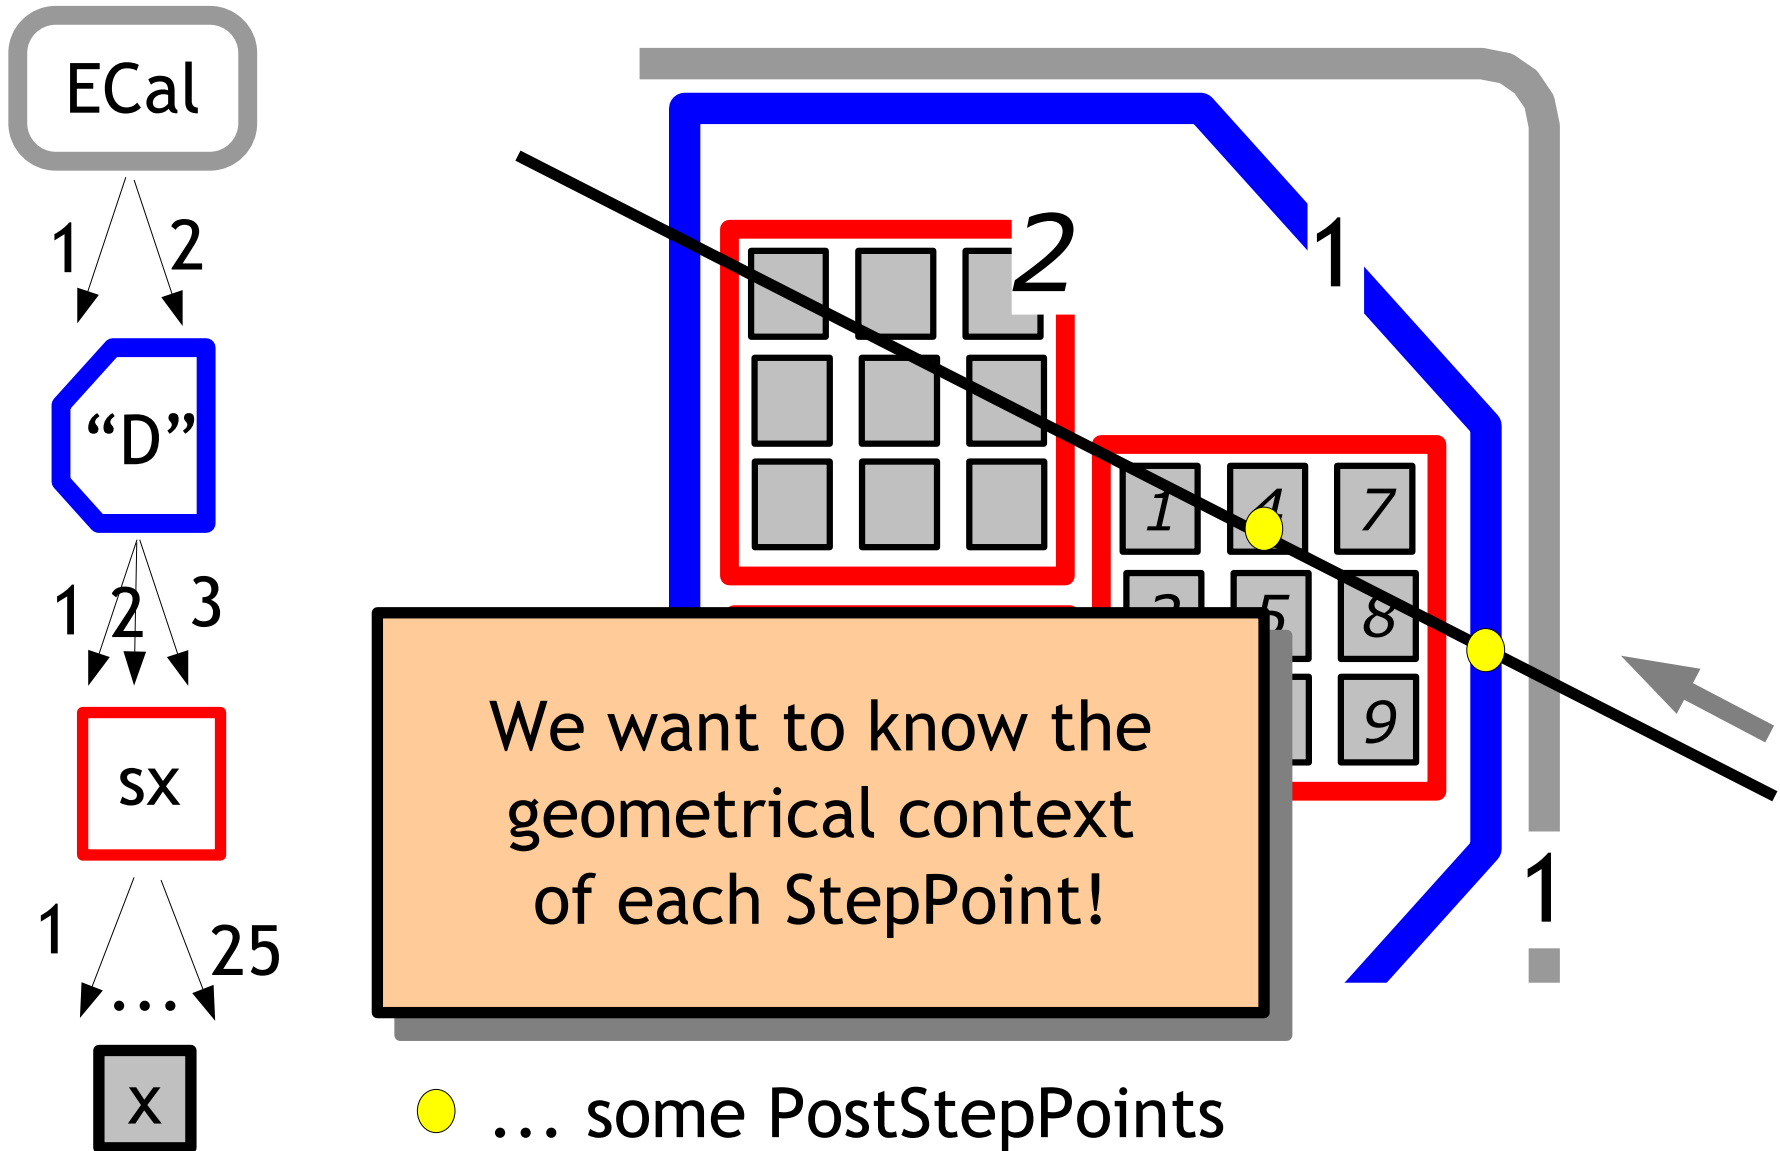 ECal
1 2
“D”
1 2 3
sx
1 25
...
x
2
1
1 4 7
5 8
9
1
We want to know the
geometrical context
of each StepPoint!
... some PostStepPoints